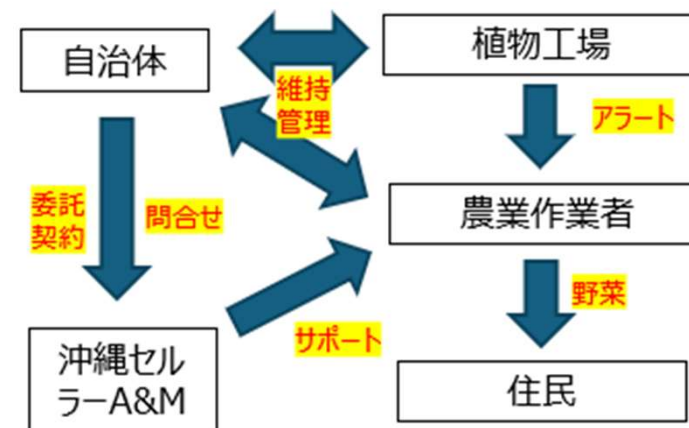 自治体
植物工場
維持
管理
アラート
委託
契約
問合せ
農業作業者
野菜
サポート
沖縄セル
ラーA&M
住民